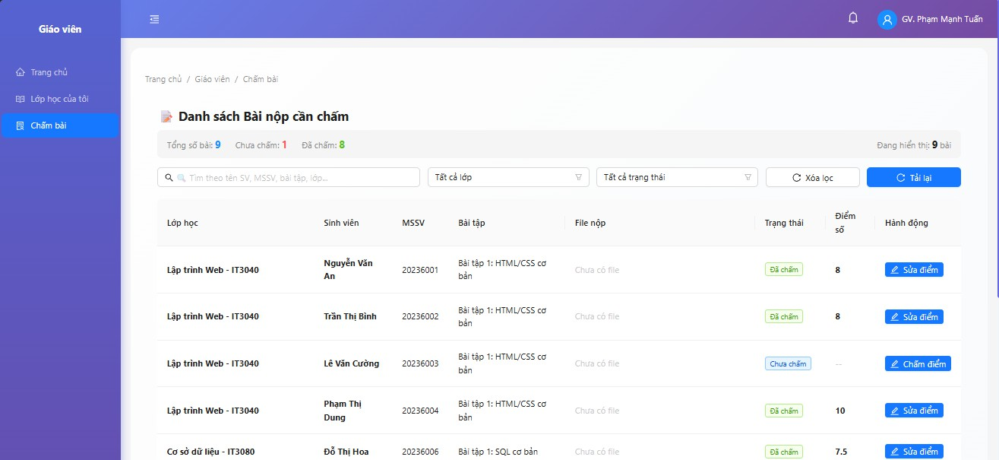 Giáo viên
GV. Phạm Mạnh Tuấn
Trang chủ
Lớp học của tôi
Chấm bài
Trang chủ / Giáo viên / Chấm bài
Danh sách Bài nộp cần chấm
Tổng số bài: 9 Chưa chấm: 1 Đã chấm: 8 Đang hiển thị: 9 bài
Tìm theo tên SV, MSSV, bài tập, lớp... Tất cả lớp Tất cả trạng thái Xóa lọc Tải lại
Lớp học Sinh viên MSSV Bài tập File nộp Trạng thái Điểm số Hành động
Lập trình Web - IT3040 Nguyễn Văn An 20236001 Bài tập 1: HTML/CSS cơ bản Chưa có file Đã chấm 8 Sửa điểm
Lập trình Web - IT3040 Trần Thị Bình 20236002 Bài tập 1: HTML/CSS cơ bản Chưa có file Đã chấm 8 Sửa điểm
Lập trình Web - IT3040 Lê Văn Cường 20236003 Bài tập 1: HTML/CSS cơ bản Chưa có file Chưa chấm -- Chấm điểm
Lập trình Web - IT3040 Phạm Thị Dung 20236004 Bài tập 1: HTML/CSS cơ bản Chưa có file Đã chấm 10 Sửa điểm
Cơ sở dữ liệu - IT3080 Đỗ Thị Hoa 20236006 Bài tập 1: SQL cơ bản Chưa có file Đã chấm 7.5 Sửa điểm